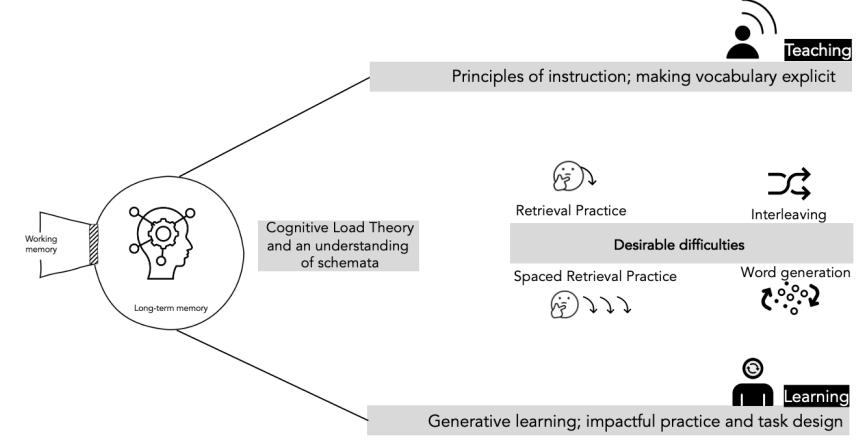 Teaching
Principles of instruction; making vocabulary explicit
Retrieval Practice
Interleaving
Working
memory
Cognitive Load Theory
and an understanding
of schemata
Desirable difficulties
Spaced Retrieval Practice
Word generation
Long-term memory
Learning
Generative learning; impactful practice and task design